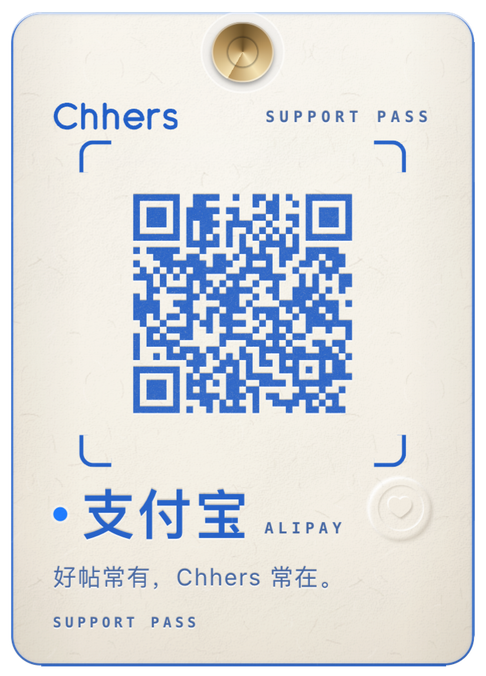 Chhers SUPPORT PASS
支付宝 ALIPAY
好帖常有，Chhers 常在。
SUPPORT PASS